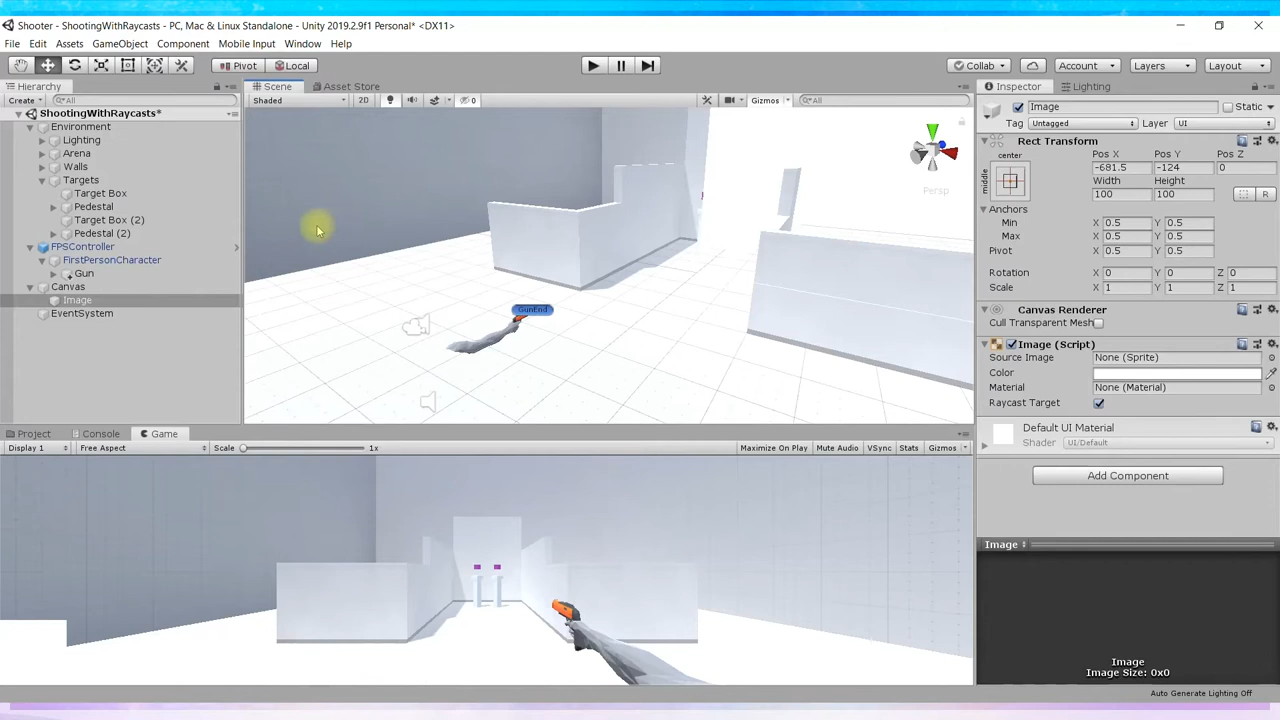 Shooter - ShootingWithRaycasts - PC, Mac & Linux Standalone - Unity 2019.2.9f1 Personal* <DX11>
File Edit Assets GameObject Component Mobile Input Window Help
Pivot Local Collab Account Layers Layout
Hierarchy Scene Asset Store Inspector Lighting
Create All Shaded 2D 0 Gizmos All
ShootingWithRaycasts*
Environment
Lighting
Arena
Walls
Targets
Target Box
Pedestal
Target Box (2)
Pedestal (2)
FPSController
FirstPersonCharacter
Gun
Canvas
Image
EventSystem
Persp
GunEnd
Image Static
Tag Untagged Layer UI
Rect Transform
center
middle
Pos X Pos Y Pos Z
-681.5 -124 0
Width Height
100 100
R
Anchors
Min X 0.5 Y 0.5
Max X 0.5 Y 0.5
Pivot X 0.5 Y 0.5
Rotation X 0 Y 0 Z 0
Scale X 1 Y 1 Z 1
Canvas Renderer
Cull Transparent Mesh
Image (Script)
Source Image None (Sprite)
Color
Material None (Material)
Raycast Target
Default UI Material
Shader UI/Default
Add Component
Project Console Game
Display 1 Free Aspect Scale 1x Maximize On Play Mute Audio VSync Stats Gizmos
Image
Image
Image Size: 0x0
Auto Generate Lighting Off